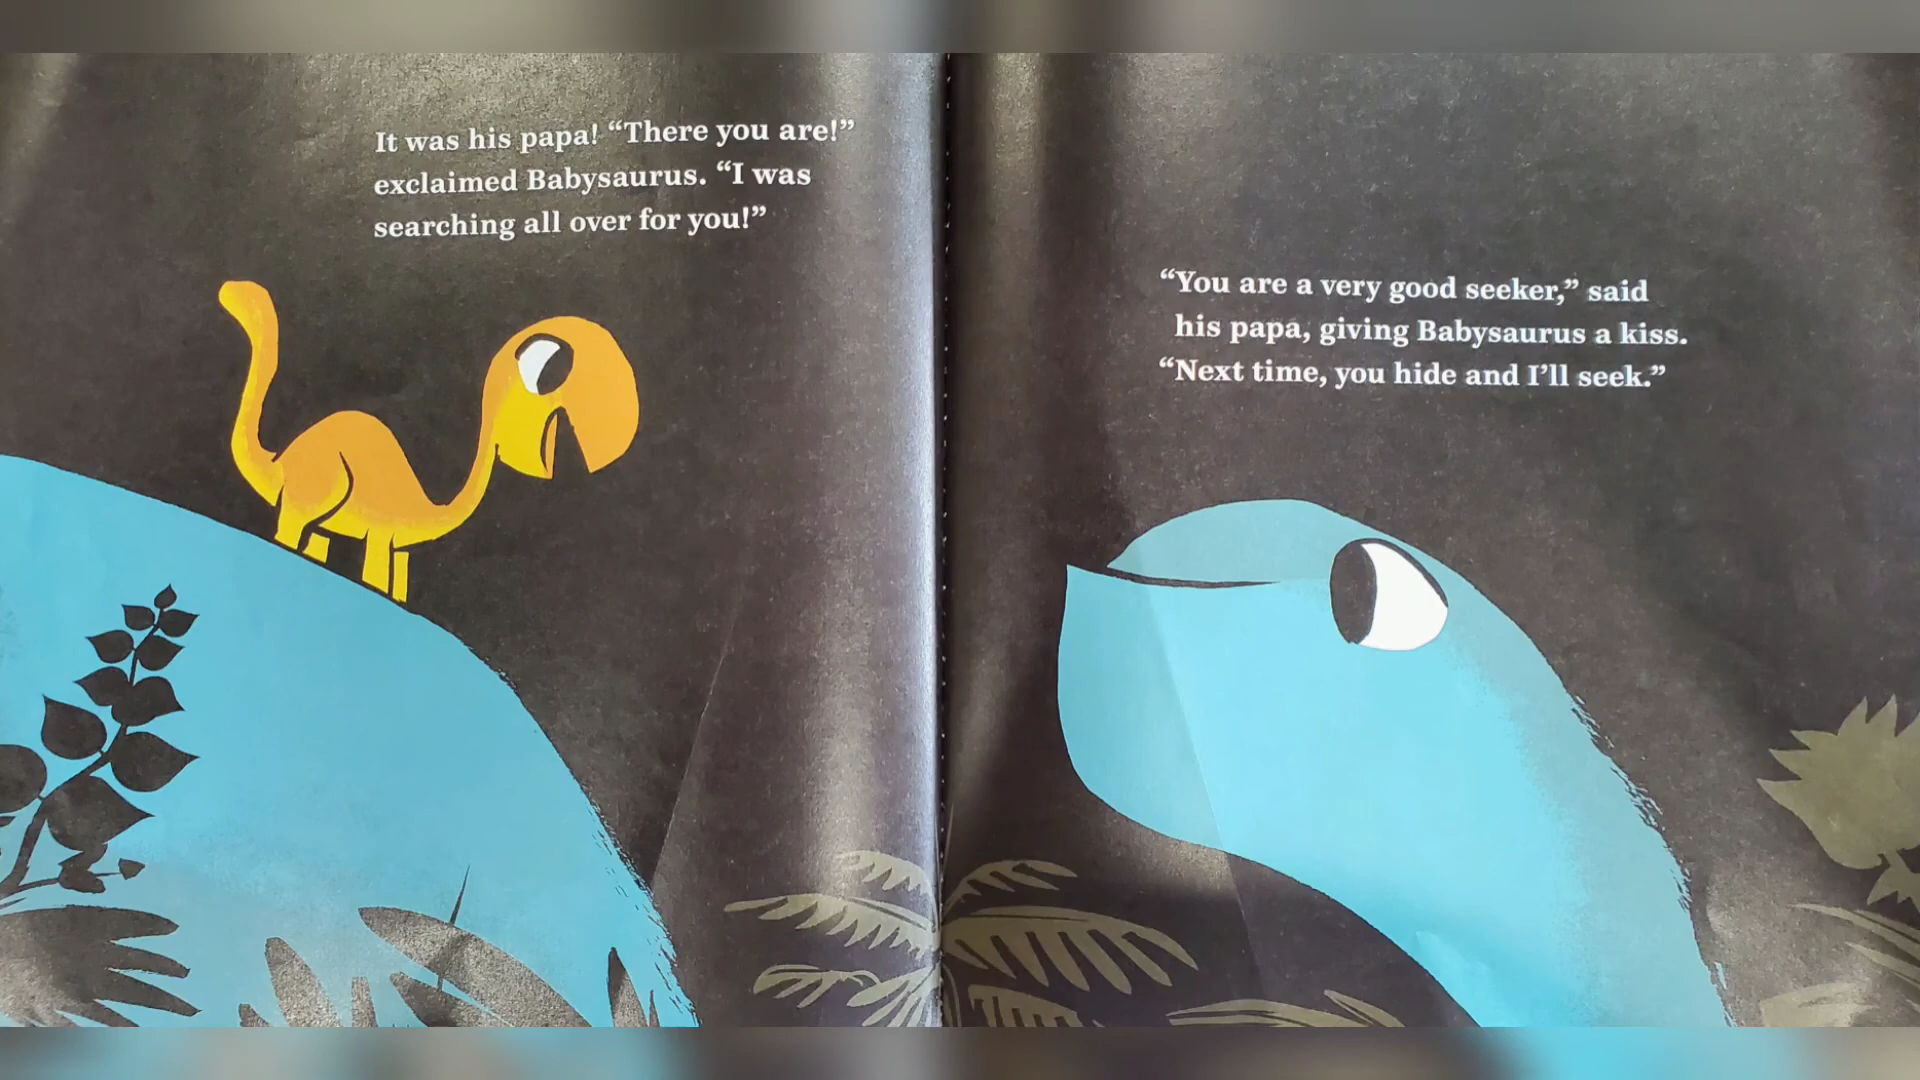 It was his papa! “There you are!”
exclaimed Babysaurus. “I was
searching all over for you!”
“You are a very good seeker,” said
his papa, giving Babysaurus a kiss.
“Next time, you hide and I’ll seek.”